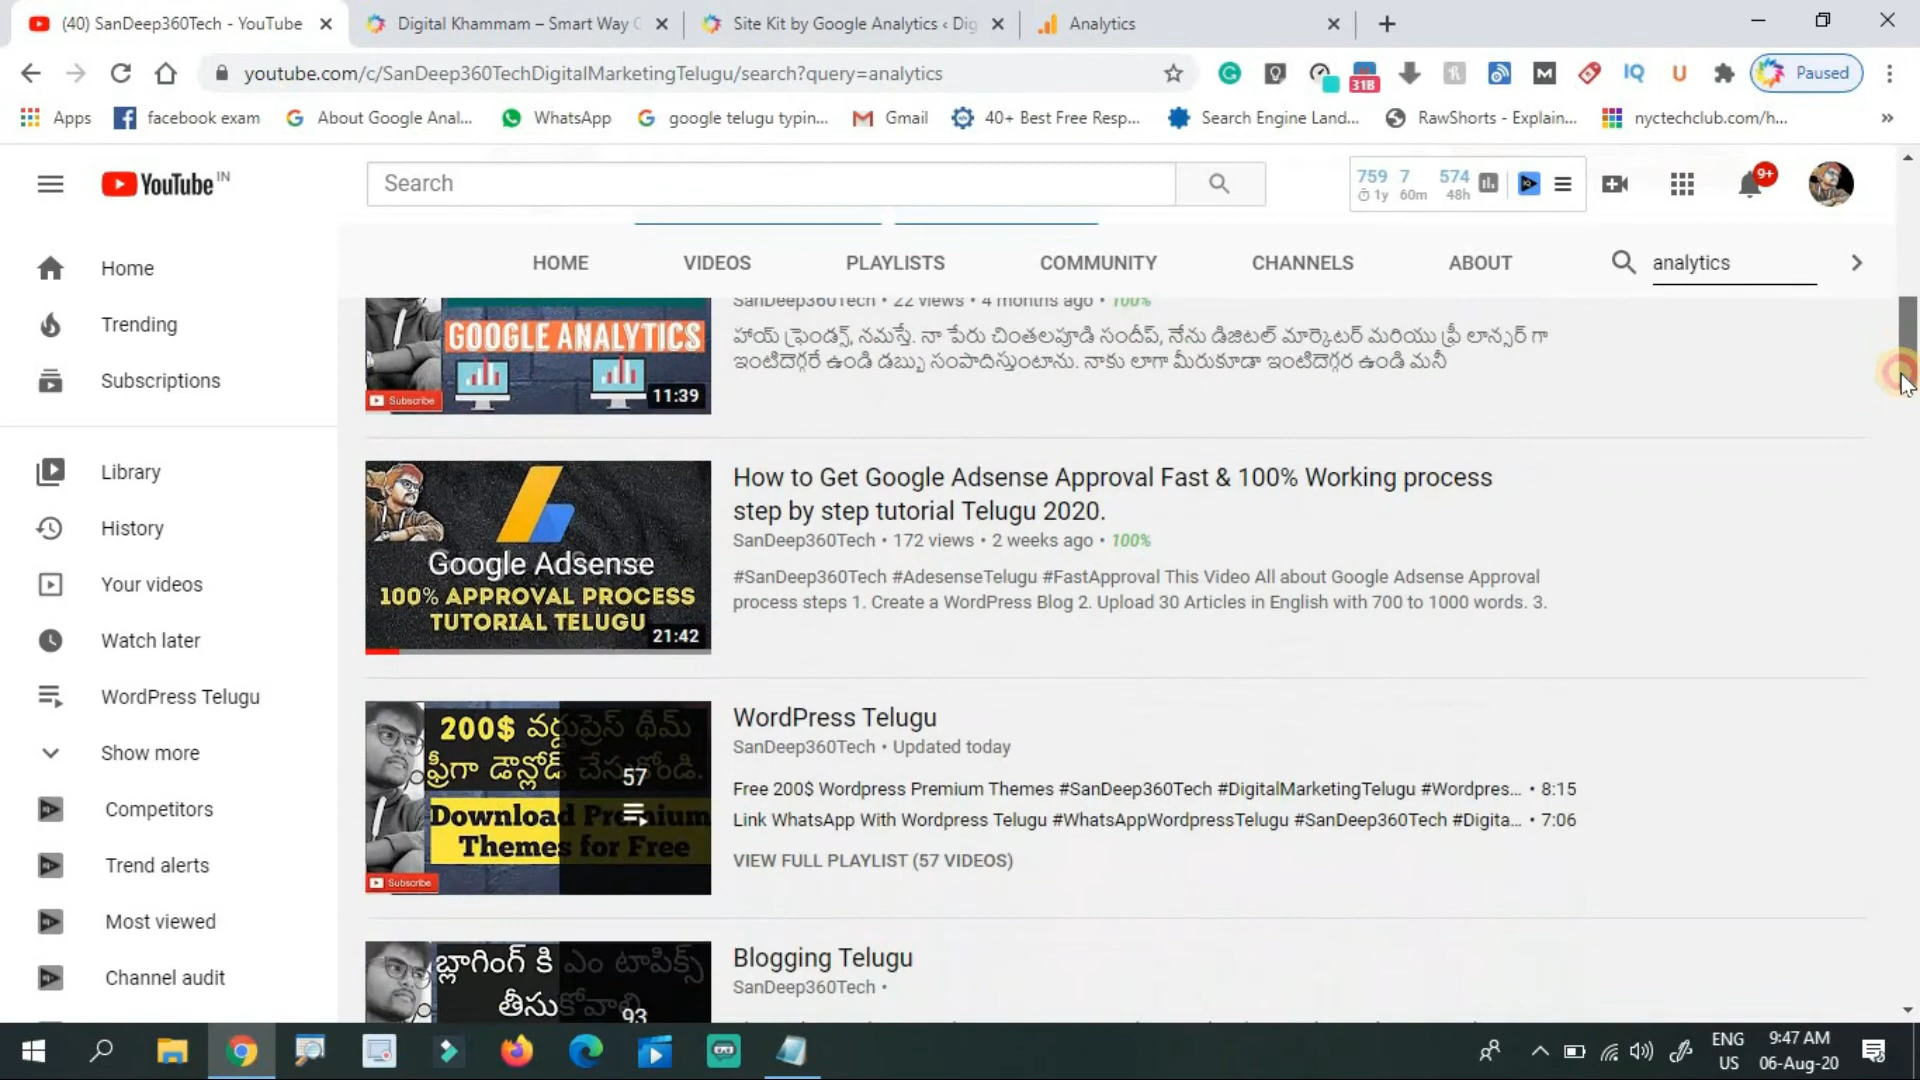 (40) SanDeep360Tech - YouTube
Digital Khammam – Smart Way
Site Kit by Google Analytics ‹ Dig
Analytics
youtube.com/c/SanDeep360TechDigitalMarketingTelugu/search?query=analytics
31B
IQ
U
Paused
Apps
facebook exam
About Google Anal...
WhatsApp
google telugu typin...
Gmail
40+ Best Free Resp...
Search Engine Land...
RawShorts - Explain...
nyctechclub.com/h...
YouTube IN
Search
759 7 574
1y 60m 48h
9+
HOME VIDEOS PLAYLISTS COMMUNITY CHANNELS ABOUT
analytics
Home
Trending
Subscriptions
Library
History
Your videos
Watch later
WordPress Telugu
Show more
Competitors
Trend alerts
Most viewed
Channel audit
GOOGLE ANALYTICS
Subscribe
11:39
SanDeep360Tech • 22 views • 4 months ago • 100%
హాయ్ ఫ్రెండ్స్, నమస్తే. నా పేరు చింతలపూడి సందీప్, నేను డిజిటల్ మార్కెటర్ మరియు ఫ్రీ లాన్సర్ గా
ఇంటిదెగ్గరే ఉండి డబ్బు సంపాదిస్తుంటాను. నాకు లాగా మీరుకూడా ఇంటిదెగ్గర ఉండి మనీ
Google Adsense
100% APPROVAL PROCESS
TUTORIAL TELUGU
21:42
How to Get Google Adsense Approval Fast & 100% Working process
step by step tutorial Telugu 2020.
SanDeep360Tech • 172 views • 2 weeks ago • 100%
#SanDeep360Tech #AdesenseTelugu #FastApproval This Video All about Google Adsense Approval
process steps 1. Create a WordPress Blog 2. Upload 30 Articles in English with 700 to 1000 words. 3.
200$ వర్డుప్రెస్ థీమ్
ఫ్రీగా డౌన్లోడ్ చేసుకోండి.
Download Premium
Themes for Free
Subscribe
57
WordPress Telugu
SanDeep360Tech • Updated today
Free 200$ Wordpress Premium Themes #SanDeep360Tech #DigitalMarketingTelugu #Wordpres... • 8:15
Link WhatsApp With Wordpress Telugu #WhatsAppWordpressTelugu #SanDeep360Tech #Digita... • 7:06
VIEW FULL PLAYLIST (57 VIDEOS)
బ్లాగింగ్ కి ఎం టాపిక్స్
తీసుకోవాలి
93
Blogging Telugu
SanDeep360Tech •
ENG
US
9:47 AM
06-Aug-20